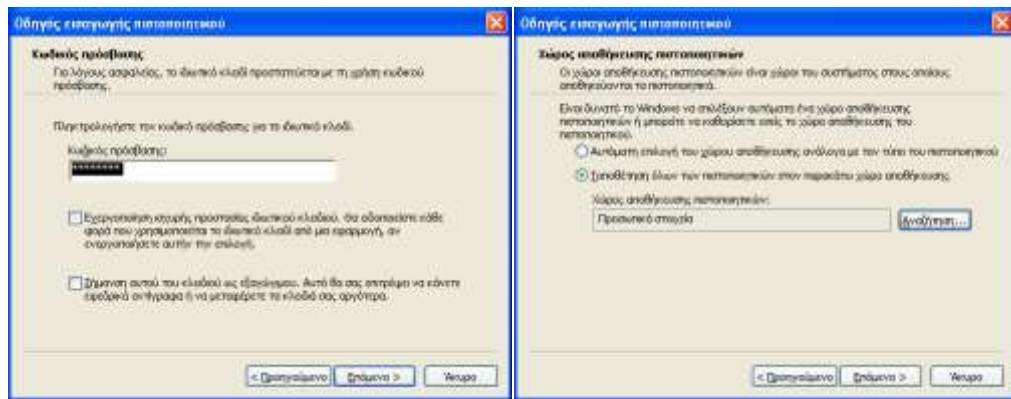 Οδηγός εισαγωγής πιστοποιητικού
Κωδικός πρόσβασης
Για λόγους ασφαλείας, το ιδιωτικό κλειδί προστατεύεται με τη χρήση κωδικού
πρόσβασης.
Πληκτρολογήστε τον κωδικό πρόσβασης για το ιδιωτικό κλειδί.
Κωδικός πρόσβασης:
********
Ενεργοποίηση ισχυρής προστασίας ιδιωτικού κλειδιού. Θα ειδοποιείστε κάθε
φορά που χρησιμοποιείται το ιδιωτικό κλειδί από μια εφαρμογή, αν
ενεργοποιήσετε αυτήν την επιλογή.
Σήμανση αυτού του κλειδιού ως εξαγώγιμου. Αυτό θα σας επιτρέψει να κάνετε
εφεδρικά αντίγραφα ή να μεταφέρετε τα κλειδιά σας αργότερα.
< Προηγούμενο
Επόμενο >
Άκυρο
Οδηγός εισαγωγής πιστοποιητικού
Χώρος αποθήκευσης πιστοποιητικών
Οι χώροι αποθήκευσης πιστοποιητικών είναι χώροι του συστήματος στους οποίους
αποθηκεύονται τα πιστοποιητικά.
Είναι δυνατό τα Windows να επιλέξουν αυτόματα ένα χώρο αποθήκευσης
πιστοποιητικών ή μπορείτε να καθορίσετε εσείς το χώρο αποθήκευσης του
πιστοποιητικού.
Αυτόματη επιλογή του χώρου αποθήκευσης ανάλογα με τον τύπο του πιστοποιητικού
Τοποθέτηση όλων των πιστοποιητικών στον παρακάτω χώρο αποθήκευσης
Χώρος αποθήκευσης πιστοποιητικών:
Προσωπικά στοιχεία
Αναζήτηση...
< Προηγούμενο
Επόμενο >
Άκυρο